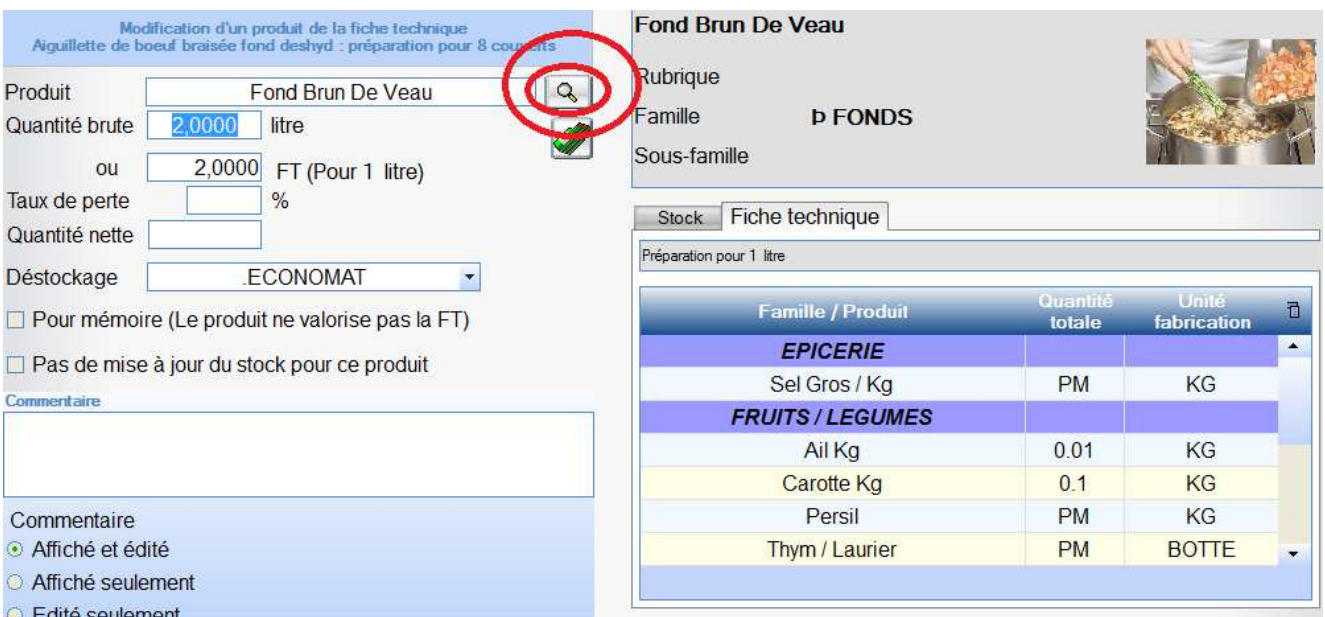 Modification d'un produit de la fiche technique
Aiguillette de boeuf braisée fond deshyd : préparation pour 8 couverts
Produit Fond Brun De Veau
Quantité brute 2,0000 litre
ou 2,0000 FT (Pour 1 litre)
Taux de perte %
Quantité nette
Déstockage .ECONOMAT
Pour mémoire (Le produit ne valorise pas la FT)
Pas de mise à jour du stock pour ce produit
Commentaire
Commentaire
Affiché et édité
Affiché seulement
Edité seulement
Fond Brun De Veau
Rubrique
Famille Þ FONDS
Sous-famille
Stock Fiche technique
Préparation pour 1 litre
Famille / Produit Quantité totale Unité fabrication
EPICERIE
Sel Gros / Kg PM KG
FRUITS / LEGUMES
Ail Kg 0.01 KG
Carotte Kg 0.1 KG
Persil PM KG
Thym / Laurier PM BOTTE